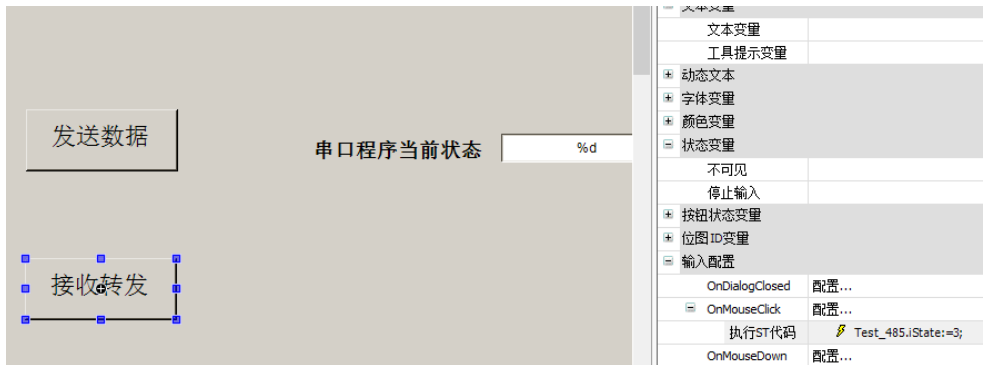 文本变量
文本变量
工具提示变量
动态文本
字体变量
颜色变量
状态变量
不可见
停止输入
按钮状态变量
位图ID变量
输入配置
OnDialogClosed 配置...
OnMouseClick 配置...
执行ST代码 Test_485.iState:=3;
OnMouseDown 配置...
发送数据
串口程序当前状态 %d
接收转发